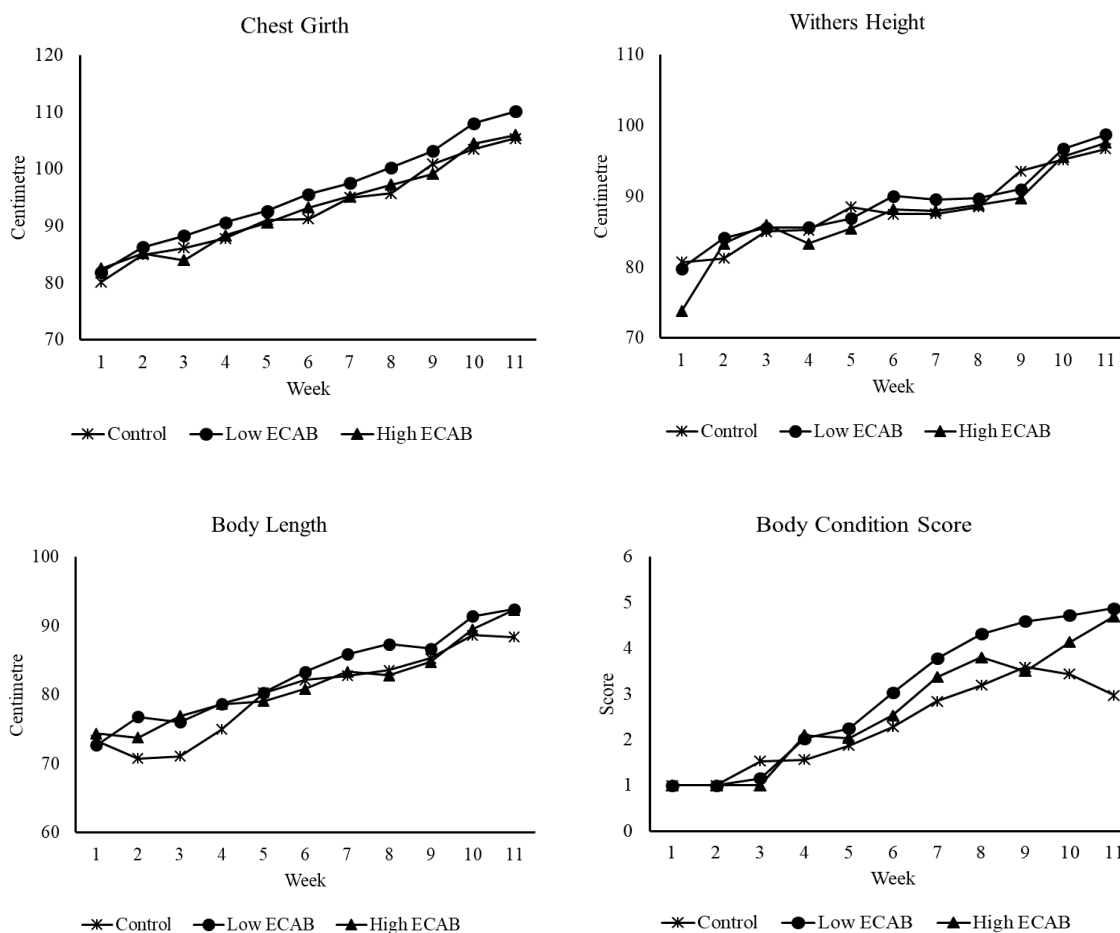 Chest Girth
120
110
100
90
80
70
Centimetre
1 2 3 4 5 6 7 8 9 10 11
Week
Control Low ECAB High ECAB
Withers Height
110
100
90
80
70
Centimetre
1 2 3 4 5 6 7 8 9 10 11
Week
Control Low ECAB High ECAB
Body Length
100
90
80
70
60
Centimetre
1 2 3 4 5 6 7 8 9 10 11
Week
Control Low ECAB High ECAB
Body Condition Score
6
5
4
3
2
1
0
Score
1 2 3 4 5 6 7 8 9 10 11
Week
Control Low ECAB High ECAB